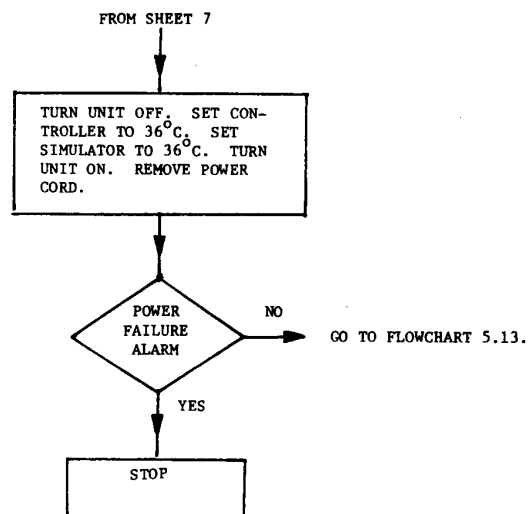 FROM SHEET 7
TURN UNIT OFF. SET CON-
TROLLER TO 36°C. SET
SIMULATOR TO 36°C. TURN
UNIT ON. REMOVE POWER
CORD.
POWER
FAILURE
ALARM
NO
GO TO FLOWCHART 5.13.
YES
STOP